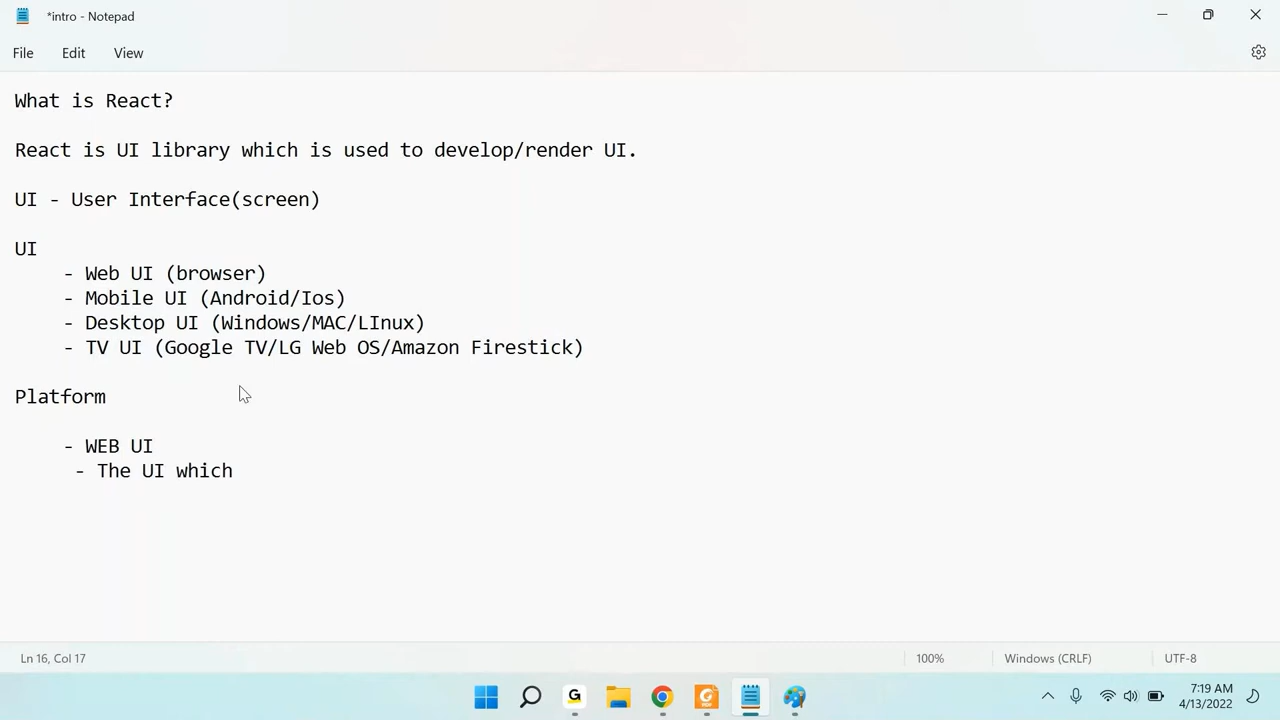 *intro - Notepad
File Edit View
What is React?
React is UI library which is used to develop/render UI.
UI - User Interface(screen)
UI
- Web UI (browser)
- Mobile UI (Android/Ios)
- Desktop UI (Windows/MAC/LInux)
- TV UI (Google TV/LG Web OS/Amazon Firestick)
Platform
- WEB UI
- The UI which
Ln 16, Col 17 100% Windows (CRLF) UTF-8
G
7:19 AM
4/13/2022